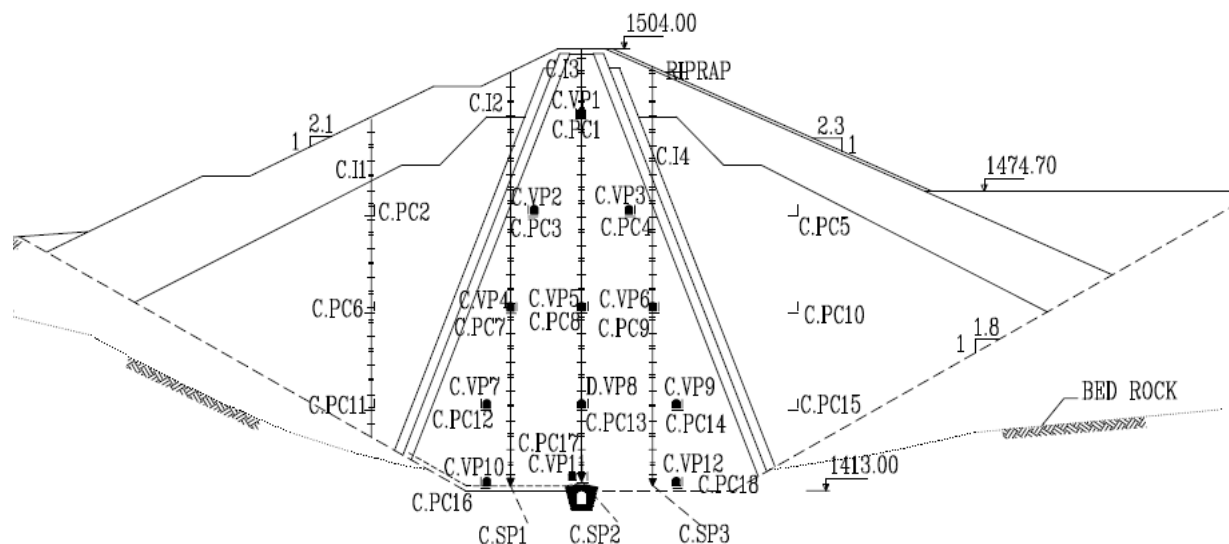 1504.00
C.I3
RIPRAP
C.I2
C.VP1
C.PC1
2.1
1
2.3
1
C.I1
C.I4
1474.70
C.VP2
C.VP3
C.PC2
C.PC3
C.PC4
C.PC5
C.PC6
C.VP4
C.VP5
C.VP6
C.PC10
C.PC7
C.PC8
C.PC9
1.8
1
C.VP7
D.VP8
C.VP9
BED ROCK
C.PC11
C.PC12
C.PC13
C.PC14
C.PC15
C.PC17
C.VP10
C.VP11
C.VP12
1413.00
C.PC16
C.PC18
C.SP1
C.SP2
C.SP3